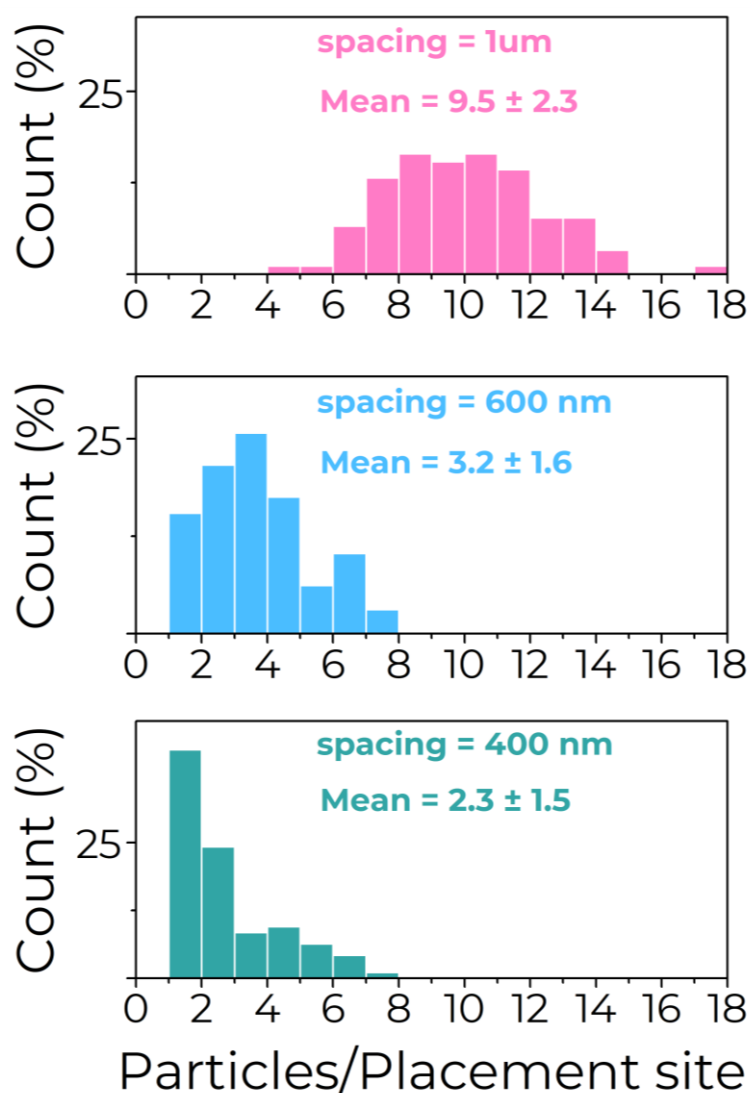 Count (%)
25
spacing = 1um
Mean = 9.5 ± 2.3
0 2 4 6 8 10 12 14 16 18
Count (%)
25
spacing = 600 nm
Mean = 3.2 ± 1.6
0 2 4 6 8 10 12 14 16 18
Count (%)
25
spacing = 400 nm
Mean = 2.3 ± 1.5
0 2 4 6 8 10 12 14 16 18
Particles/Placement site